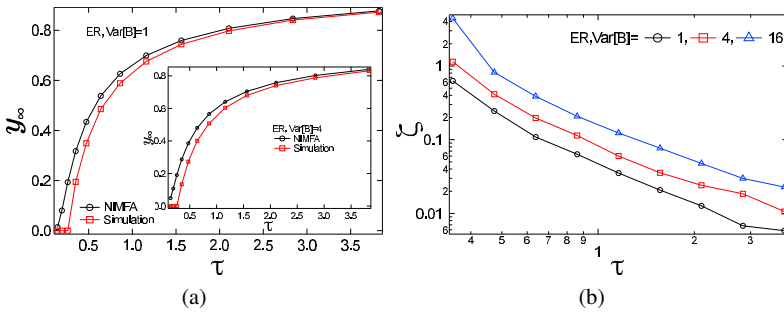 ER,Var[B]=1
0.8
0.6
0.4
0.2
0.0
y∞
NIMFA
Simulation
0.5 1.0 1.5 2.0 2.5 3.0 3.5
τ
0.8
0.6
0.4
0.2
0.0
y∞
ER,Var[B]=4
NIMFA
Simulation
0.5 1.0 1.5 2.0 2.5 3.0 3.5
τ
(a)
ER,Var[B]= 1, 4, 16
4
2
1
6
4
2
0.1
6
4
2
0.01
6
ζ
4 5 6 7 8 9 1 2 3
τ
(b)